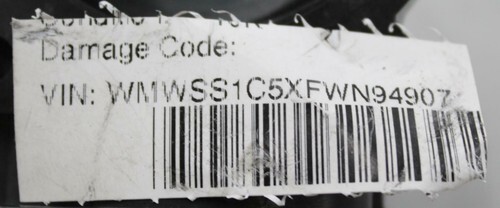 Damage Code:
VIN: WMWSS1C5XFWN94907